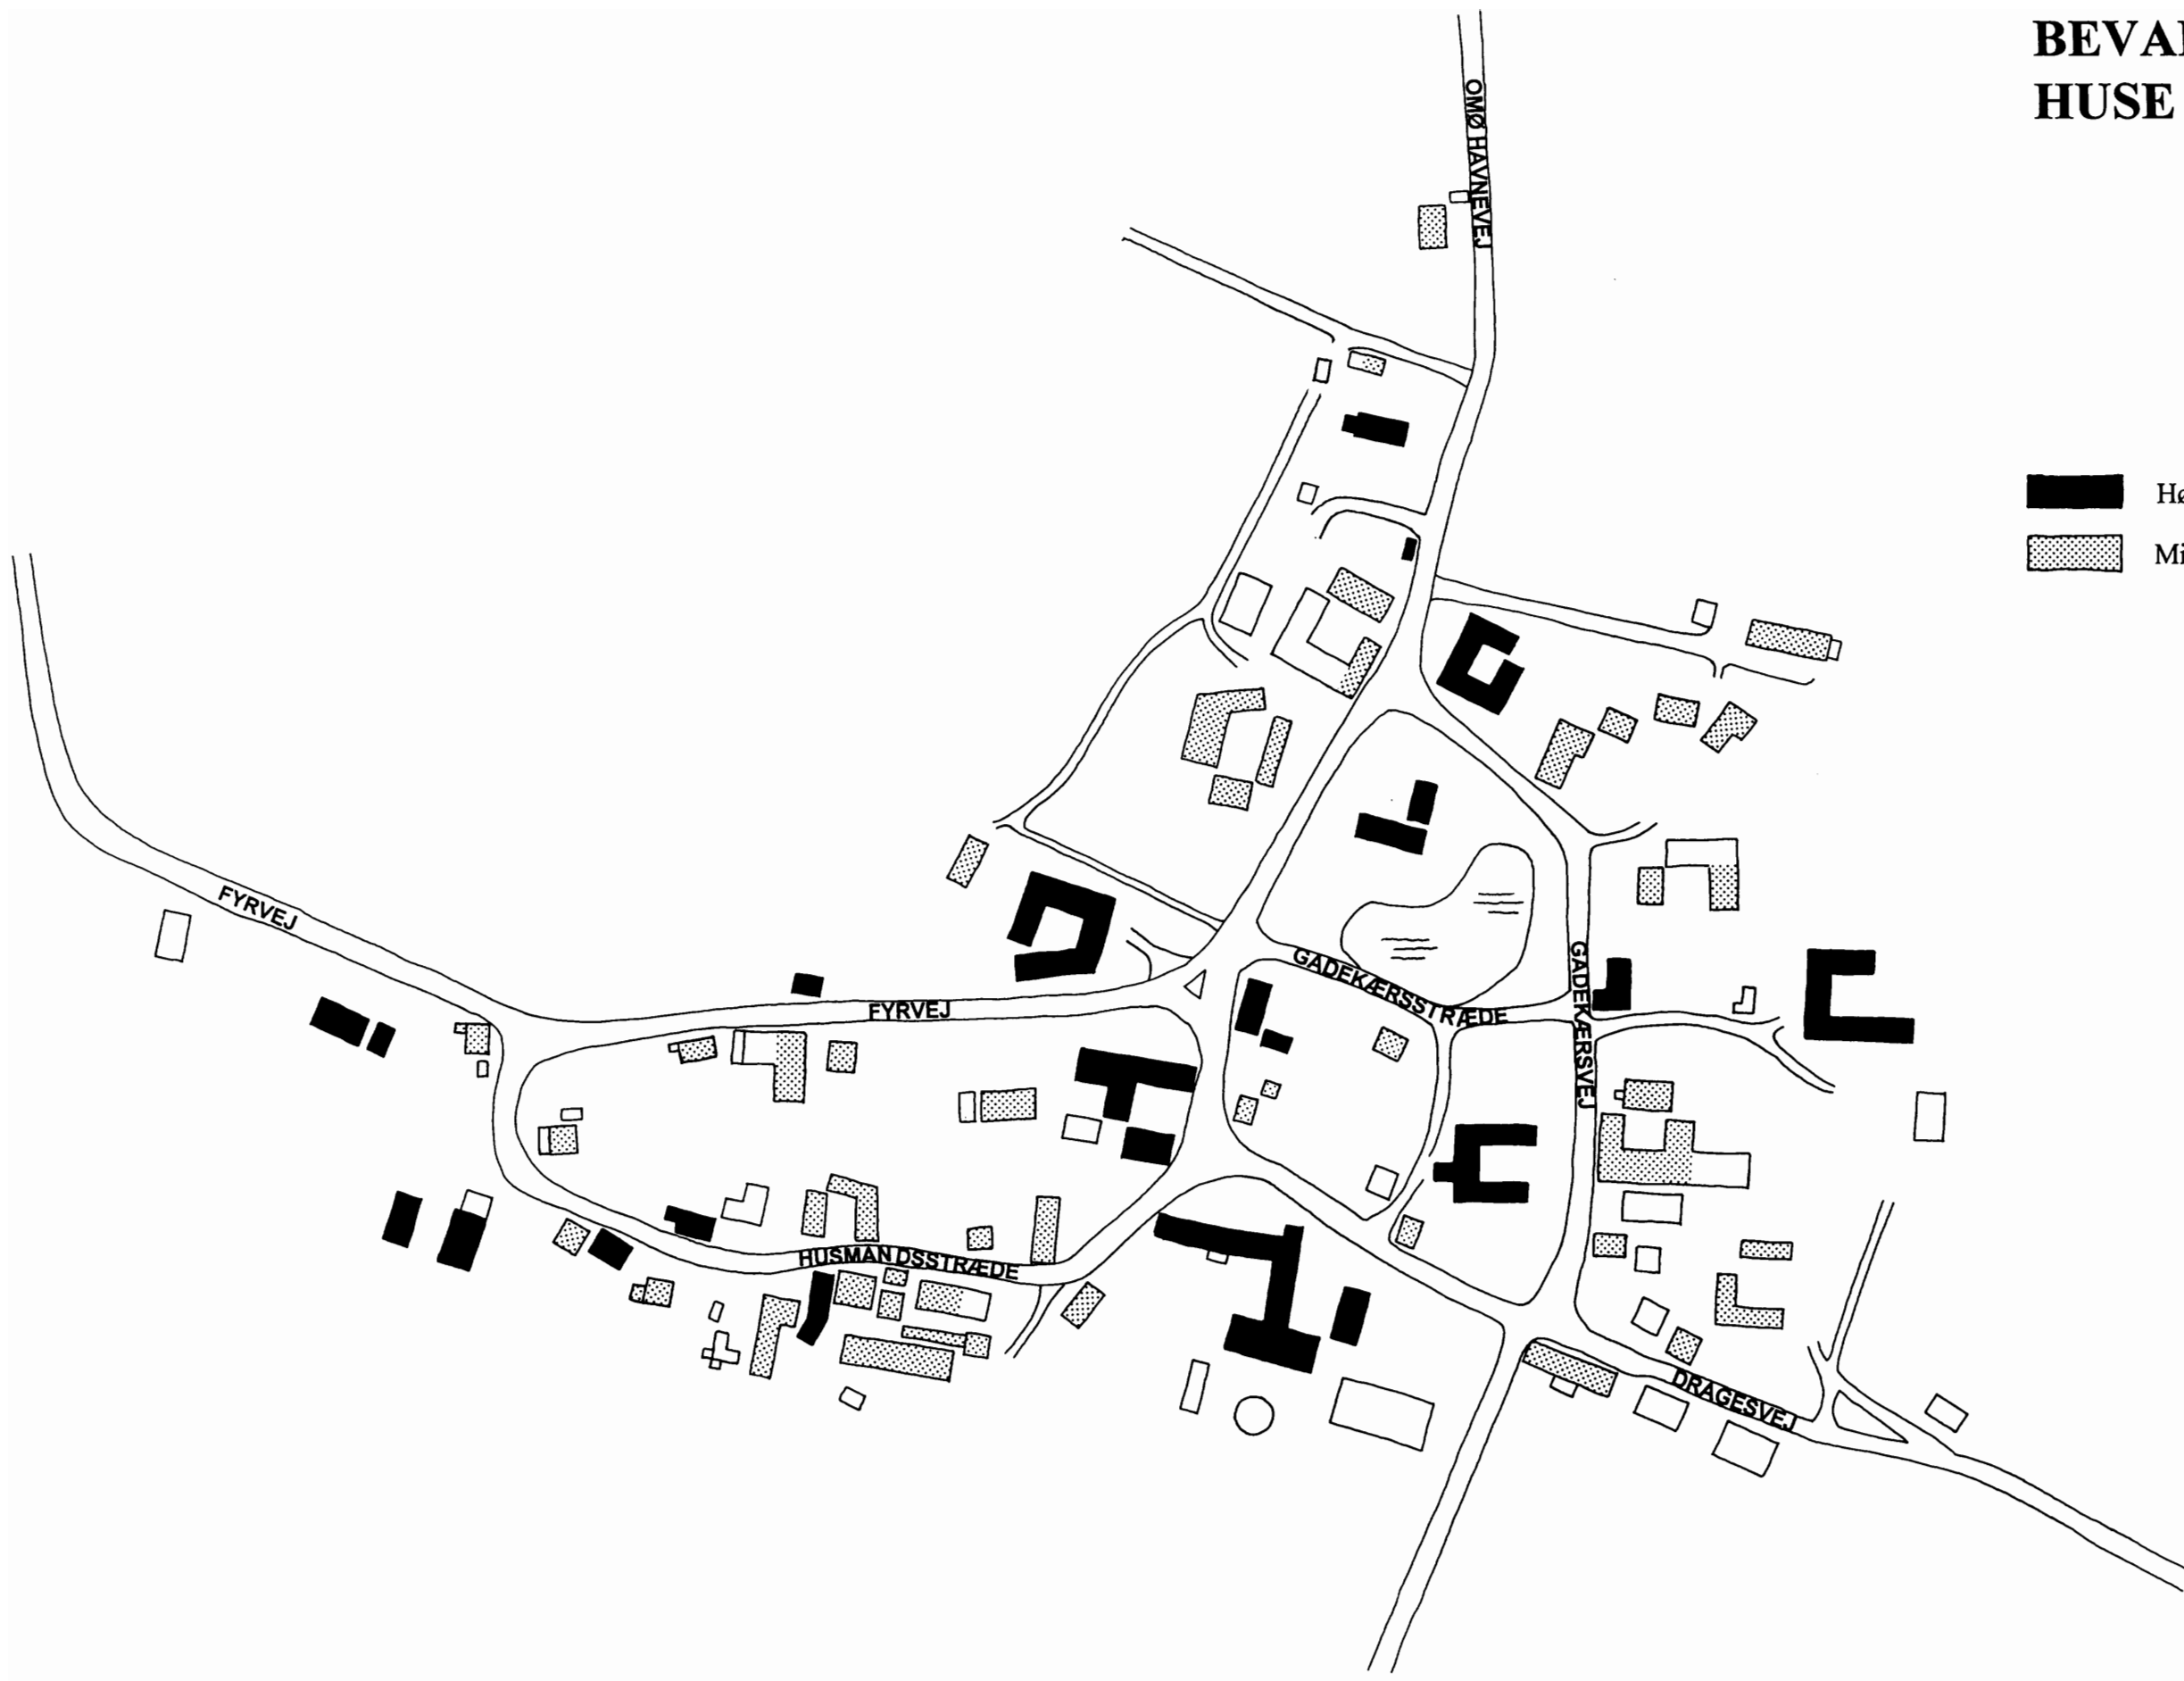 BEVA
HUSE
OMØ HAVNEVEJ
Hø
Mi
FYRVEJ
FYRVEJ
GADEKÆRSSTRÆDE
GADEKÆRSVEJ
HUSMANDSSTRÆDE
DRAGESVEJ